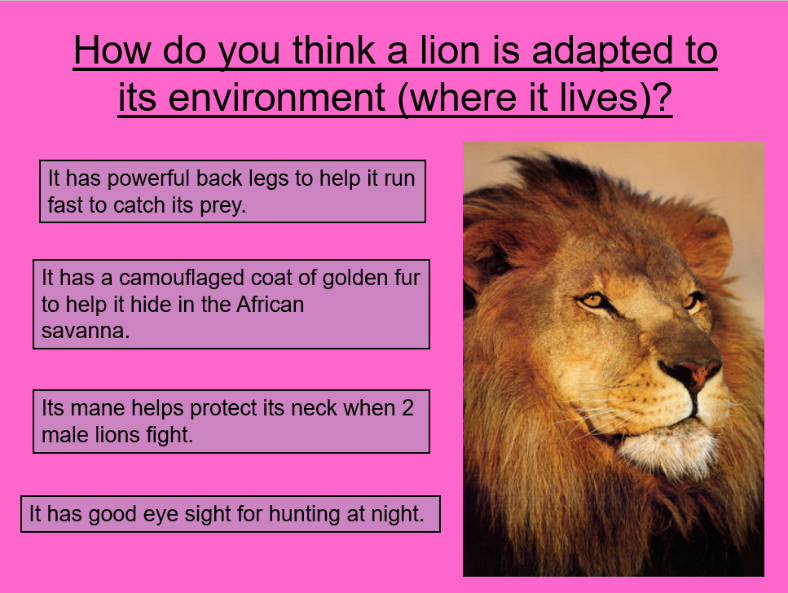 How do you think a lion is adapted to
its environment (where it lives)?
It has powerful back legs to help it run
fast to catch its prey.
It has a camouflaged coat of golden fur
to help it hide in the African
savanna.
Its mane helps protect its neck when 2
male lions fight.
It has good eye sight for hunting at night.